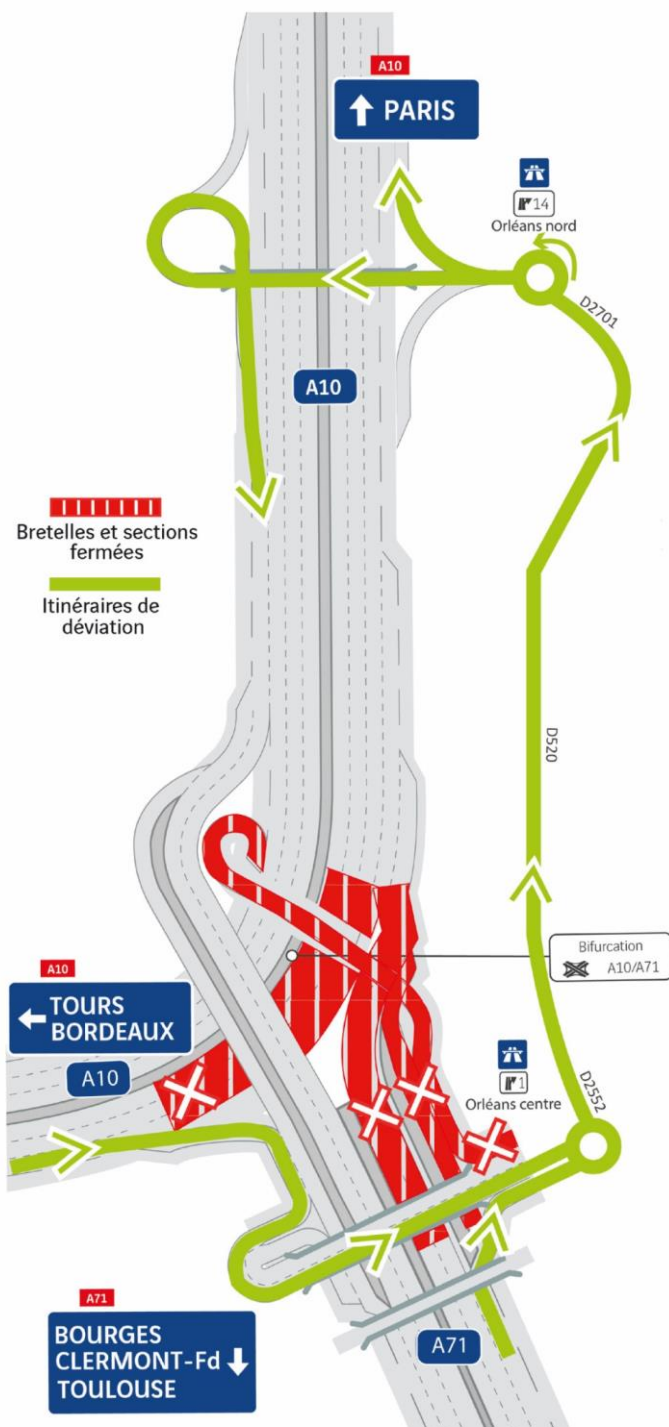 A10
PARIS
14
Orléans nord
D2701
A10
Bretelles et sections
fermées
Itinéraires de
déviation
D520
Bifurcation
A10/A71
A10
TOURS
BORDEAUX
A10
1
Orléans centre
D2552
A71
BOURGES
CLERMONT-Fd
TOULOUSE
A71